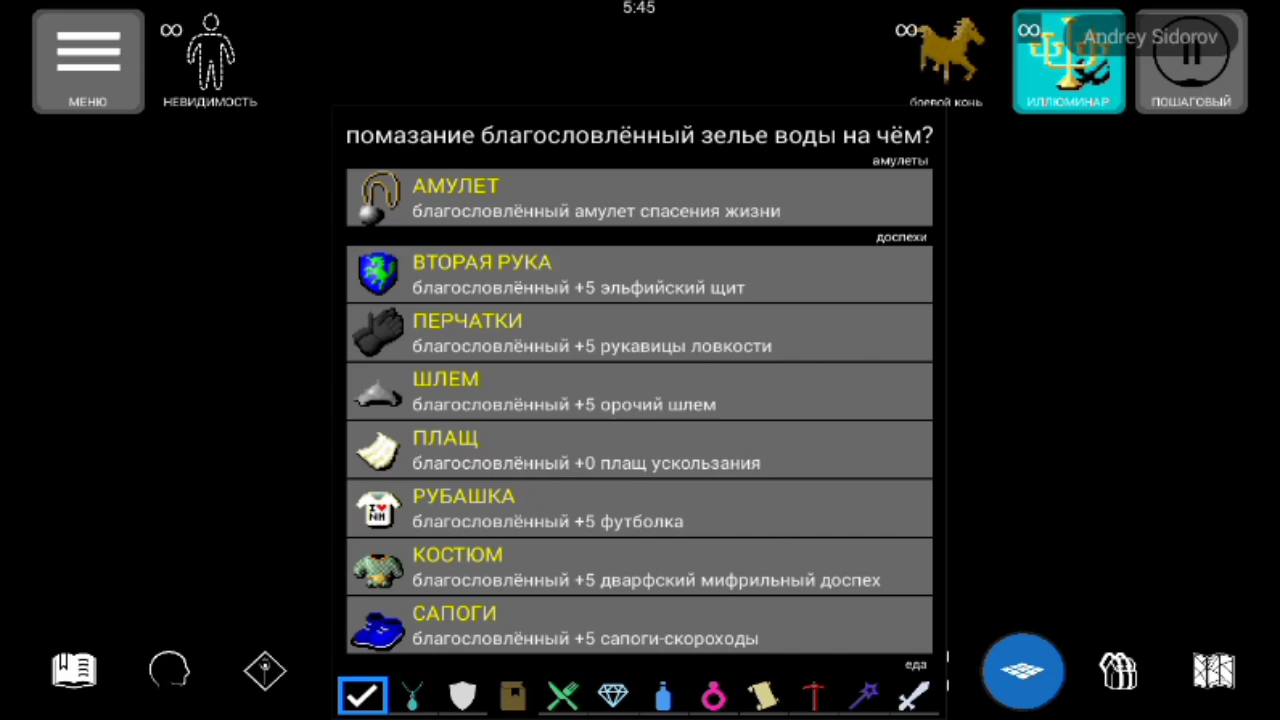 5:45
∞
МЕНЮ
НЕВИДИМОСТЬ
∞
боевой конь
∞
ИЛЛЮМИНАР
Andrey Sidorov
ПОШАГОВЫЙ
помазание благословлённый зелье воды на чём?
амулеты
АМУЛЕТ
благословлённый амулет спасения жизни
доспехи
ВТОРАЯ РУКА
благословлённый +5 эльфийский щит
ПЕРЧАТКИ
благословлённый +5 рукавицы ловкости
ШЛЕМ
благословлённый +5 орочий шлем
ПЛАЩ
благословлённый +0 плащ ускользания
РУБАШКА
благословлённый +5 футболка
I ♥
NH
КОСТЮМ
благословлённый +5 дварфский мифрильный доспех
САПОГИ
благословлённый +5 сапоги-скороходы
еда